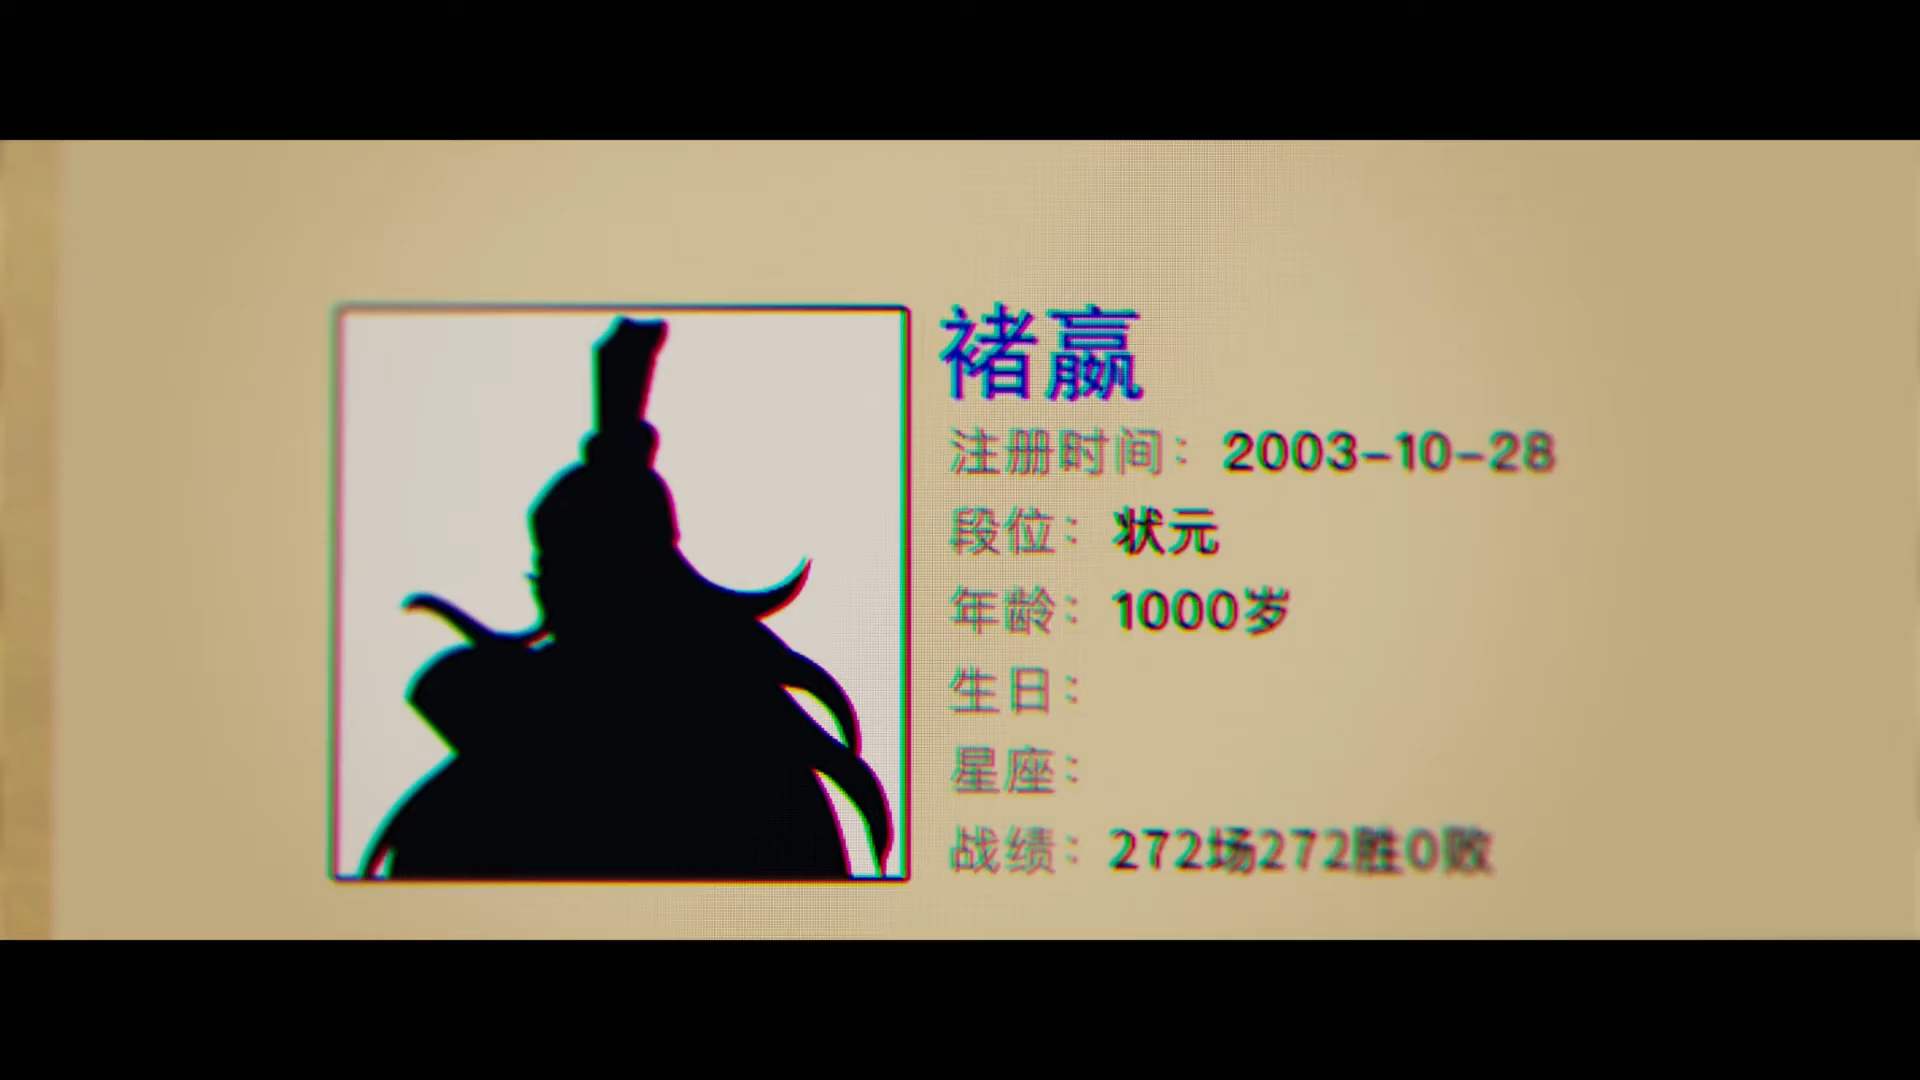 褚嬴
注册时间：2003-10-28
段位：状元
年龄：1000岁
生日：
星座：
战绩：272场272胜0败